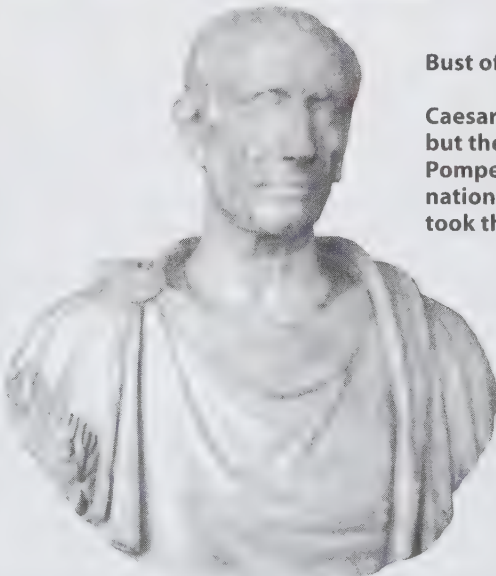 Bust of
Caesar
but the
Pompe
nation
took th